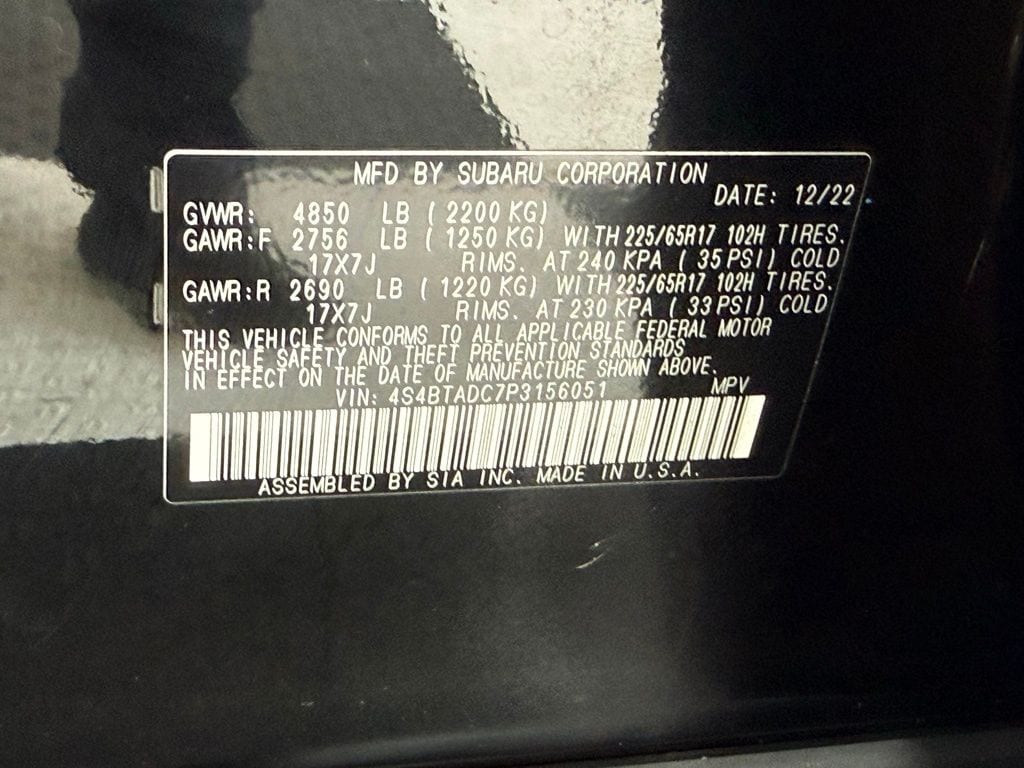 MFD BY SUBARU CORPORATION
DATE: 12/22
GVWR: 4850 LB ( 2200 KG)
GAWR:F 2756 LB ( 1250 KG) WITH 225/65R17 102H TIRES.
17X7J RIMS. AT 240 KPA ( 35 PSI) COLD
GAWR:R 2690 LB ( 1220 KG) WITH 225/65R17 102H TIRES.
17X7J RIMS. AT 230 KPA ( 33 PSI) COLD
THIS VEHICLE CONFORMS TO ALL APPLICABLE FEDERAL MOTOR
VEHICLE SAFETY AND THEFT PREVENTION STANDARDS
IN EFFECT ON THE DATE OF MANUFACTURE SHOWN ABOVE.
VIN: 4S4BTADC7P3156051 MPV
ASSEMBLED BY SIA INC. MADE IN U.S.A.